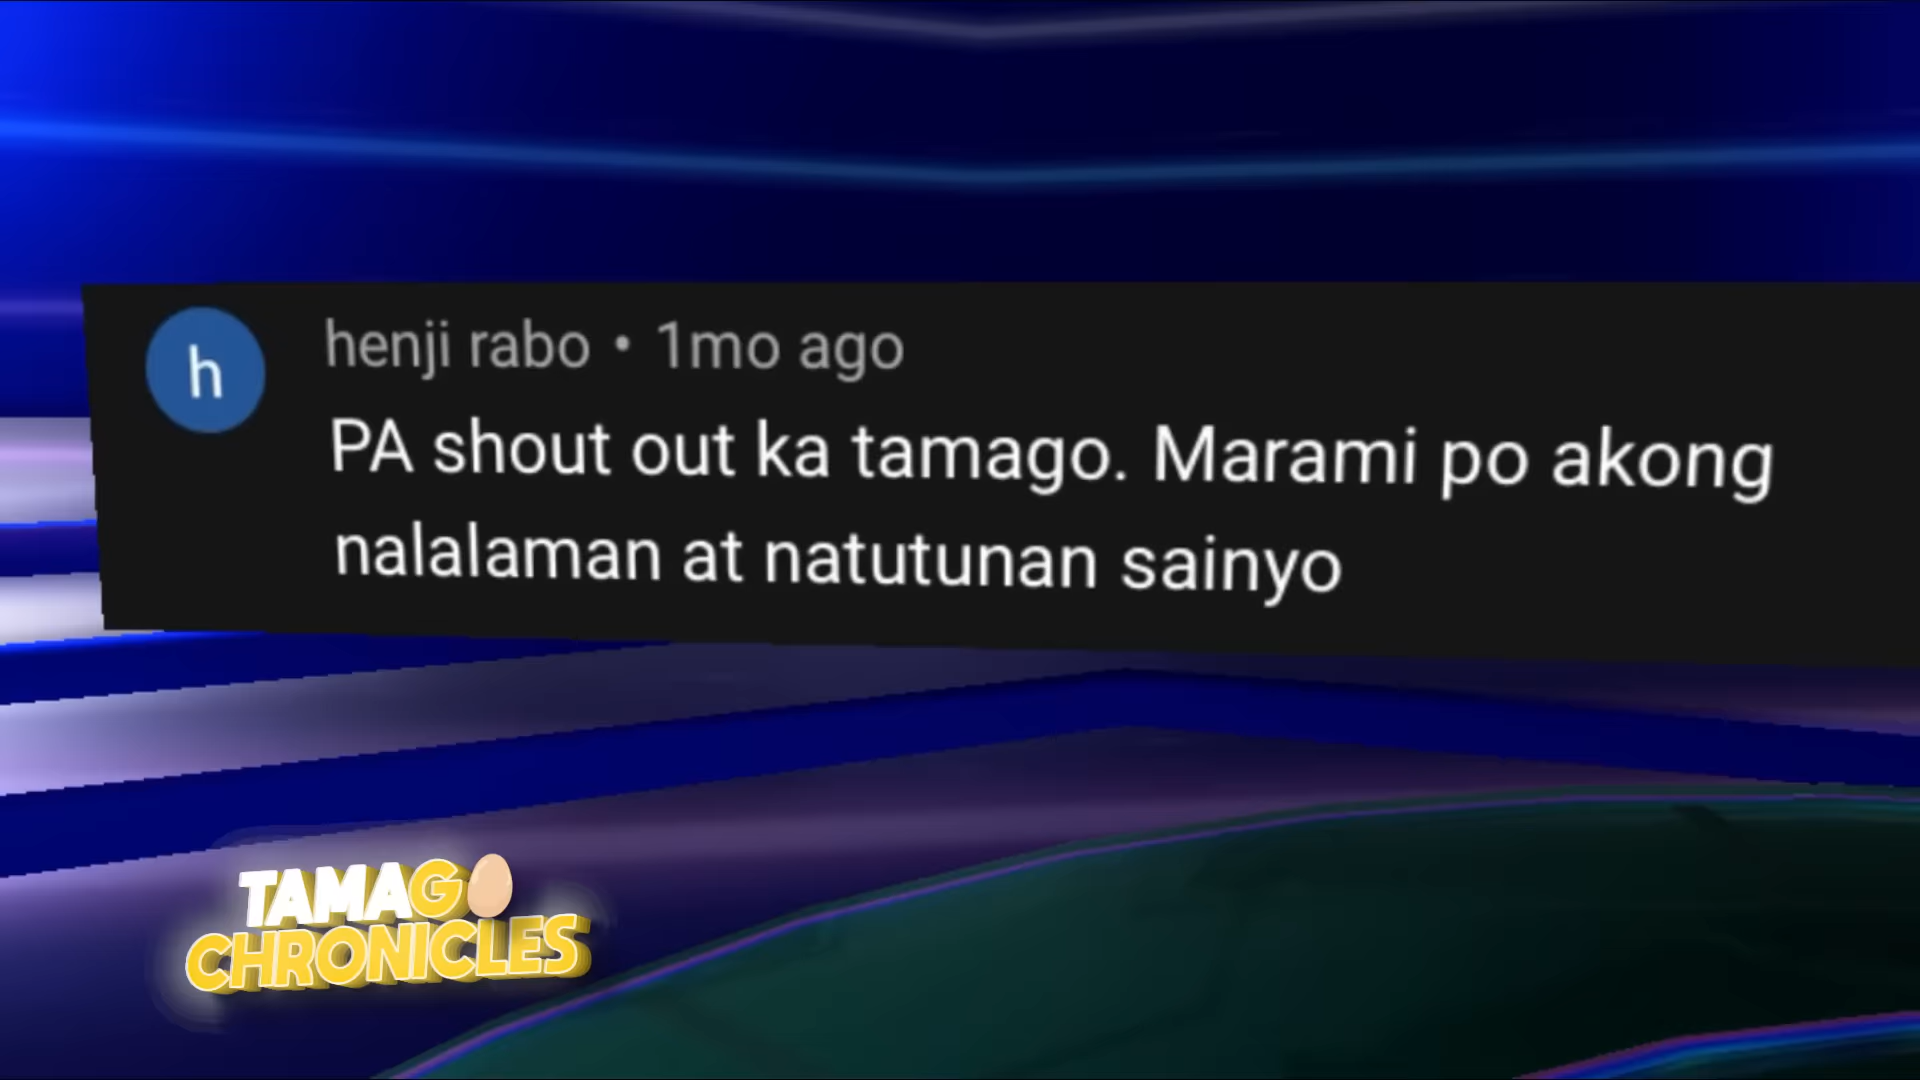 h
henji rabo • 1mo ago
PA shout out ka tamago. Marami po akong
nalalaman at natutunan sainyo
TAMAGO
CHRONICLES